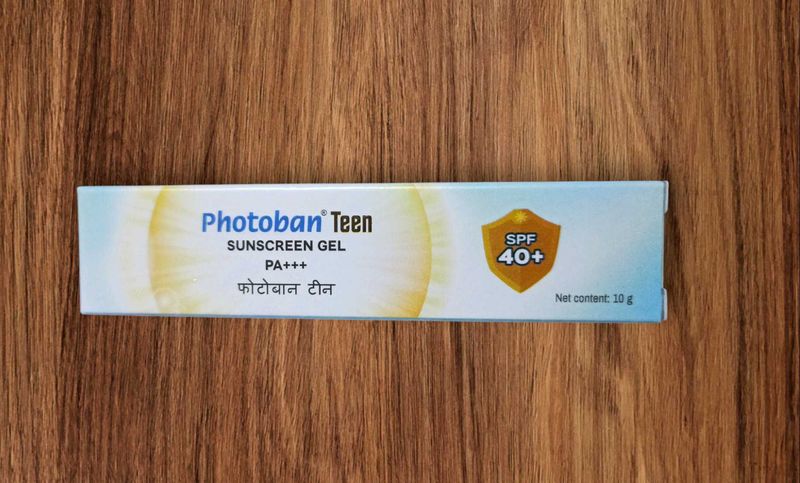 Photoban® Teen
SUNSCREEN GEL
PA+++
फोटोबान टीन
SPF
40+
Net content: 10 g